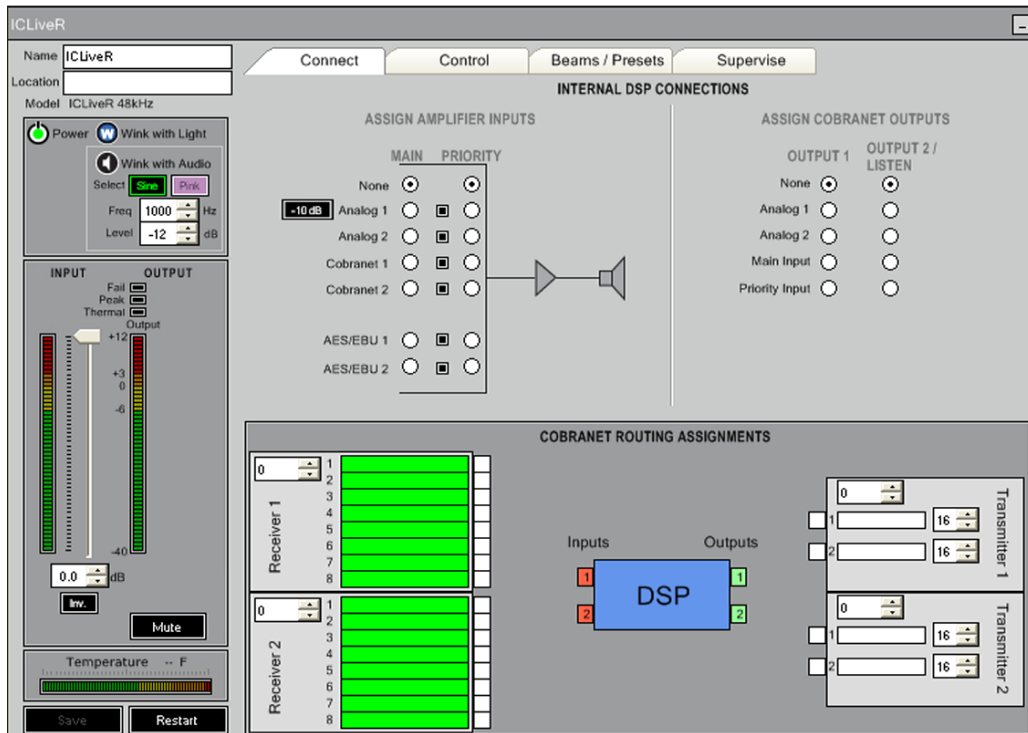 ICLiveR
Name ICLiveR
Location
Model ICLiveR 48kHz
Power Wink with Light
Wink with Audio
Select Sine Pink
Freq 1000 Hz
Level -12 dB
INPUT OUTPUT
Fail
Peak
Thermal
Output
+12
+3
0
-6
-40
0.0 dB
Inv.
Mute
Temperature -- F
Save Restart
Connect Control Beams / Presets Supervise
INTERNAL DSP CONNECTIONS
ASSIGN AMPLIFIER INPUTS
MAIN PRIORITY
None
-10 dB Analog 1
Analog 2
Cobranet 1
Cobranet 2
AES/EBU 1
AES/EBU 2
ASSIGN COBRANET OUTPUTS
OUTPUT 1 OUTPUT 2 /
LISTEN
None
Analog 1
Analog 2
Main Input
Priority Input
COBRANET ROUTING ASSIGNMENTS
0
Receiver 1
1
2
3
4
5
6
7
8
0
Receiver 2
1
2
3
4
5
6
7
8
Inputs Outputs
1 DSP 1
2 2
0
1 16
2 16
Transmitter 1
0
1 16
2 16
Transmitter 2